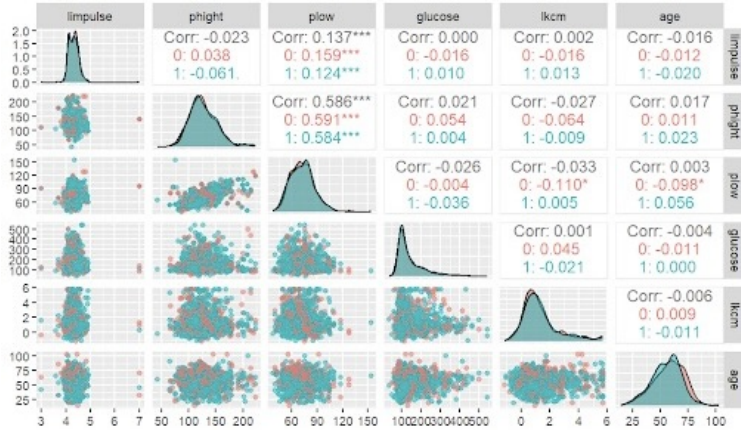 limpulse phight plow glucose lkcm age
2.0
1.5
1.0
0.5
0.0
Corr: -0.023
0: 0.038
1: -0.061.
Corr: 0.137***
0: 0.159***
1: 0.124***
Corr: 0.000
0: -0.016
1: 0.010
Corr: 0.002
0: -0.016
1: 0.013
Corr: -0.016
0: -0.012
1: -0.020
limpulse
200
150
100
50
Corr: 0.586***
0: 0.591***
1: 0.584***
Corr: 0.021
0: 0.054
1: 0.004
Corr: -0.027
0: -0.064
1: -0.009
Corr: 0.017
0: 0.011
1: 0.023
phight
150
120
90
60
Corr: -0.026
0: -0.004
1: -0.036
Corr: -0.033
0: -0.110*
1: 0.005
Corr: 0.003
0: -0.098*
1: 0.056
plow
500
400
300
200
100
Corr: 0.001
0: 0.045
1: -0.021
Corr: -0.004
0: -0.011
1: 0.000
glucose
6
4
2
0
Corr: -0.006
0: 0.009
1: -0.011
lkcm
100
75
50
25
age
3 4 5 6 7
50 100 150 200
60 90 120 150
100 200 300 400 500
0 2 4 6
25 50 75 100